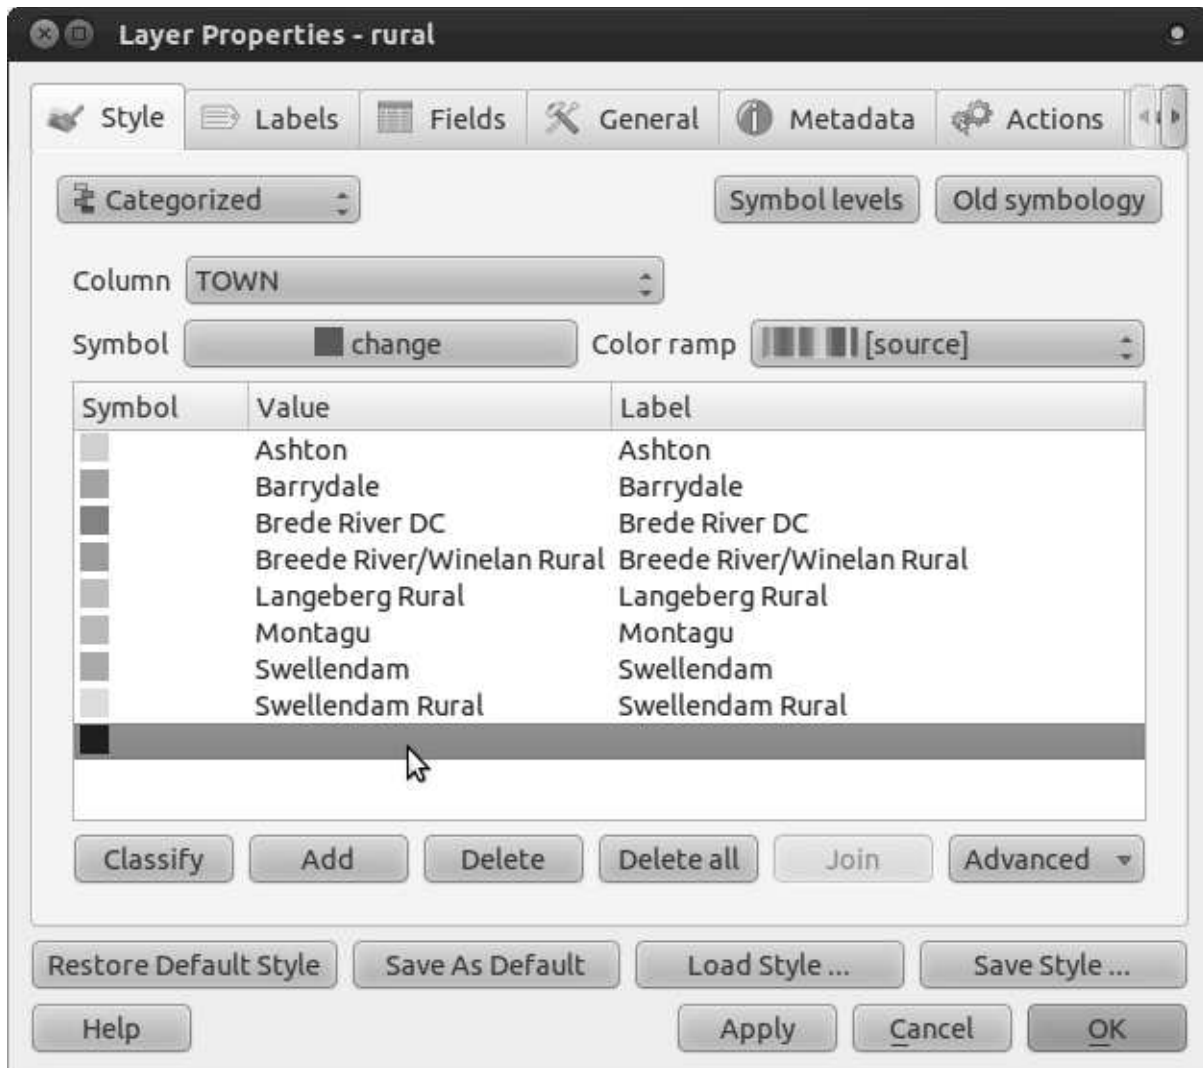 Layer Properties - rural
Style Labels Fields General Metadata Actions
Categorized Symbol levels Old symbology
Column TOWN
Symbol change Color ramp [source]
Symbol Value Label
Ashton Ashton
Barrydale Barrydale
Brede River DC Brede River DC
Breede River/Winelan Rural Breede River/Winelan Rural
Langeberg Rural Langeberg Rural
Montagu Montagu
Swellendam Swellendam
Swellendam Rural Swellendam Rural
Classify Add Delete Delete all Join Advanced
Restore Default Style Save As Default Load Style ... Save Style ...
Help Apply Cancel OK